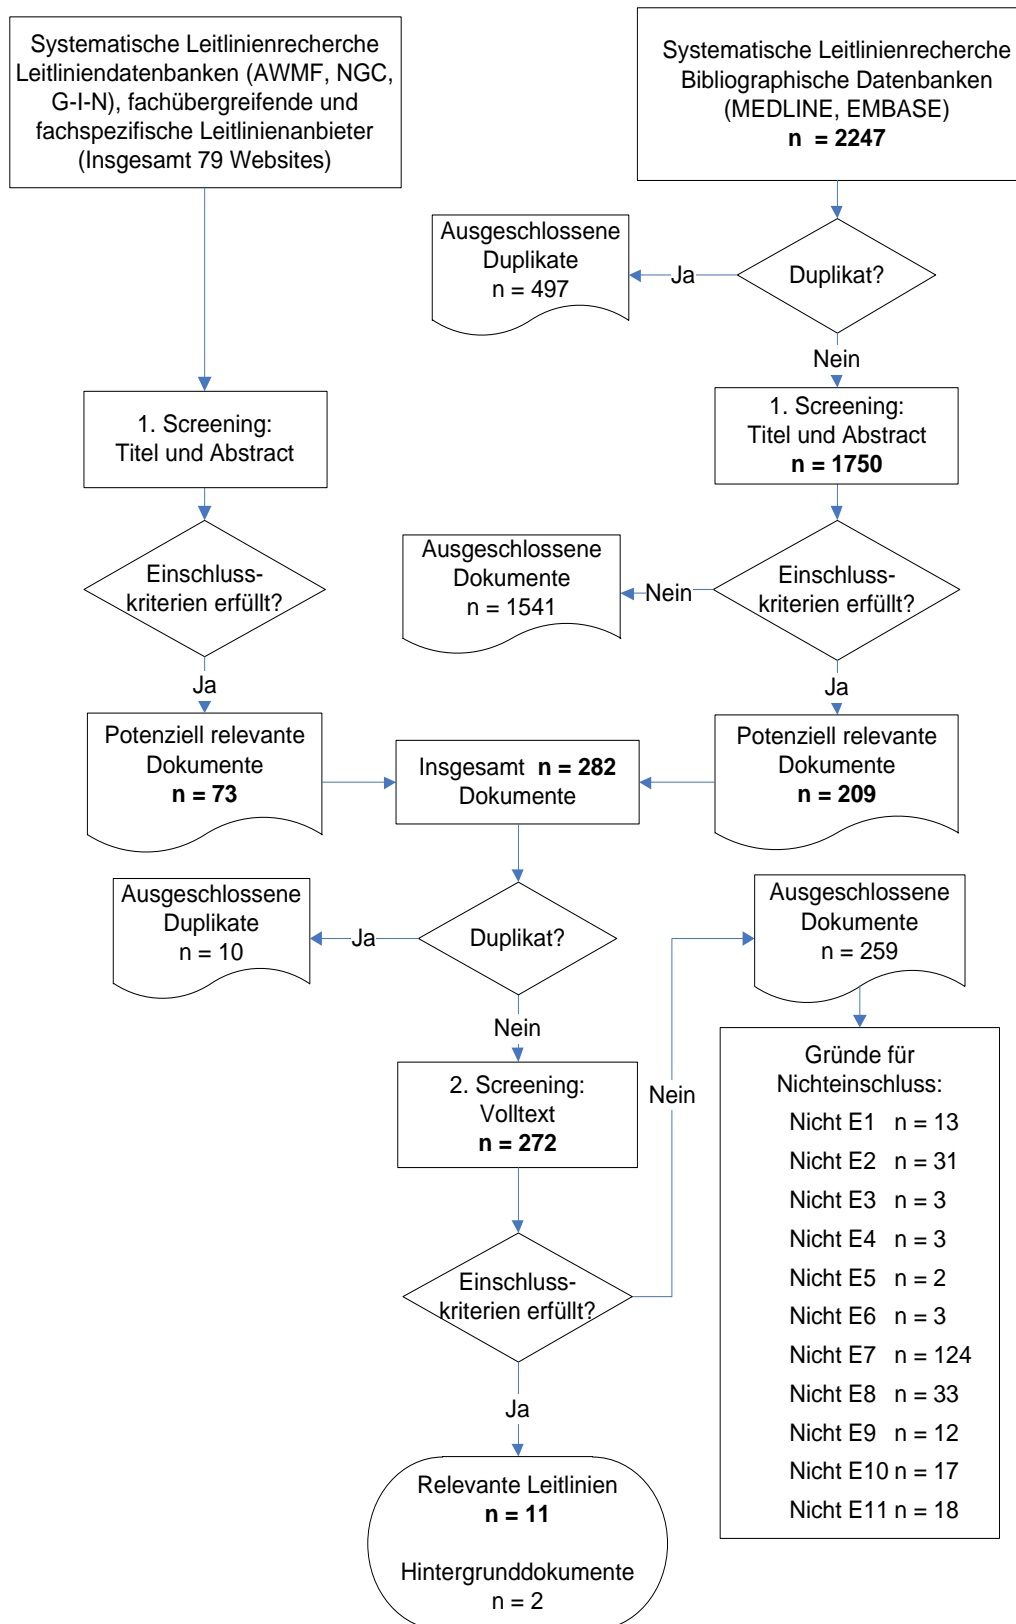 Systematische Leitlinienrecherche
Leitliniendatenbanken (AWMF, NGC,
G-I-N), fachübergreifende und
fachspezifische Leitlinienanbieter
(Insgesamt 79 Websites)
Systematische Leitlinienrecherche
Bibliographische Datenbanken
(MEDLINE, EMBASE)
n = 2247
Ausgeschlossene
Duplikate
n = 497
Ja
Duplikat?
Nein
1. Screening:
Titel und Abstract
1. Screening:
Titel und Abstract
n = 1750
Einschluss-
kriterien erfüllt?
Ausgeschlossene
Dokumente
n = 1541
Nein
Einschluss-
kriterien erfüllt?
Ja
Ja
Potenziell relevante
Dokumente
n = 73
Insgesamt n = 282
Dokumente
Potenziell relevante
Dokumente
n = 209
Ausgeschlossene
Duplikate
n = 10
Ja
Duplikat?
Ausgeschlossene
Dokumente
n = 259
Nein
2. Screening:
Volltext
n = 272
Nein
Gründe für
Nichteinschluss:
Nicht E1 n = 13
Nicht E2 n = 31
Nicht E3 n = 3
Nicht E4 n = 3
Nicht E5 n = 2
Nicht E6 n = 3
Nicht E7 n = 124
Nicht E8 n = 33
Nicht E9 n = 12
Nicht E10 n = 17
Nicht E11 n = 18
Einschluss-
kriterien erfüllt?
Ja
Relevante Leitlinien
n = 11
Hintergrunddokumente
n = 2